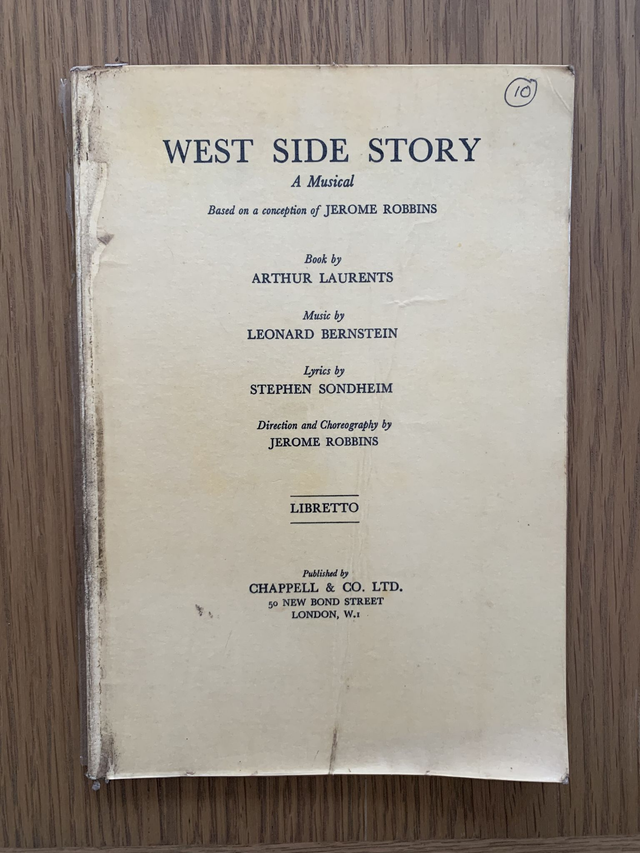 10
WEST SIDE STORY
A Musical
Based on a conception of JEROME ROBBINS
Book by
ARTHUR LAURENTS
Music by
LEONARD BERNSTEIN
Lyrics by
STEPHEN SONDHEIM
Direction and Choreography by
JEROME ROBBINS
LIBRETTO
Published by
CHAPPELL & CO. LTD.
50 NEW BOND STREET
LONDON, W.1